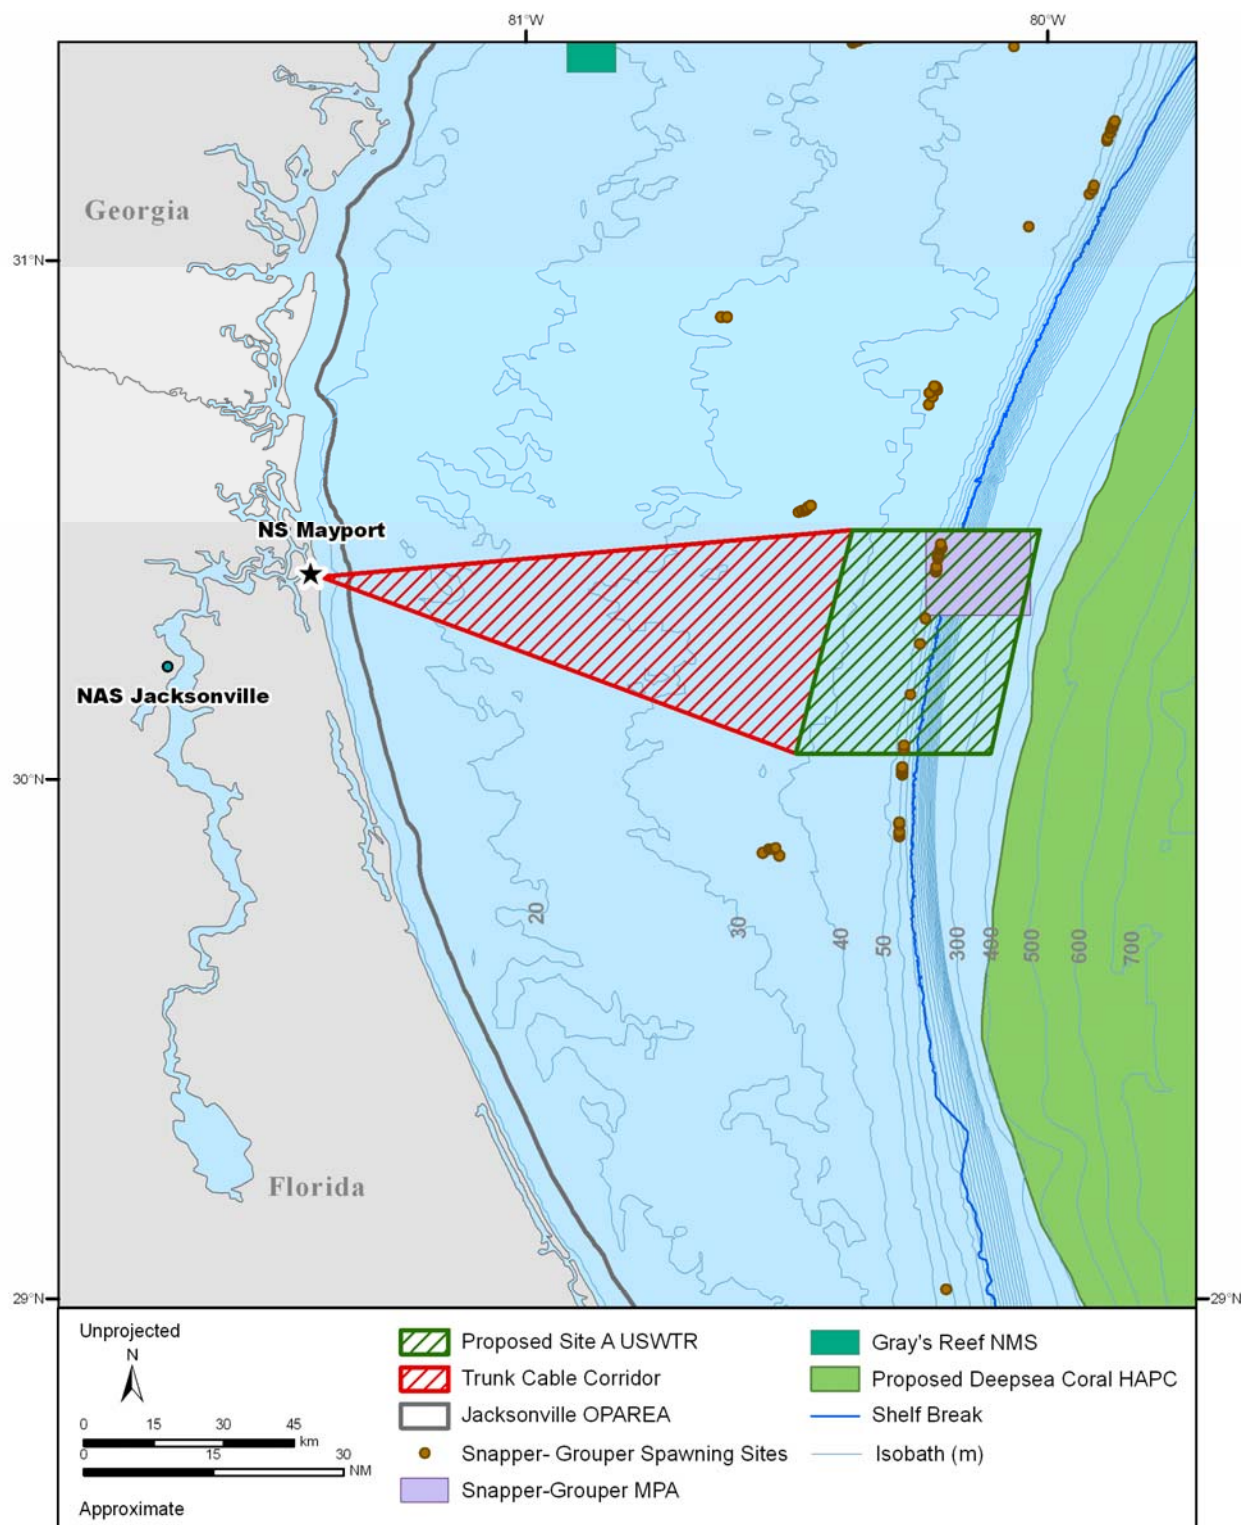 81°W
80°W
Georgia
31°N
NS Mayport
NAS Jacksonville
30°N
20
30
40
50
300
400
500
600
700
Florida
29°N
29°N
Unprojected
N
0 15 30 45
km
0 15 30
NM
Approximate
Proposed Site A USWTR
Trunk Cable Corridor
Jacksonville OPAREA
Snapper- Grouper Spawning Sites
Snapper-Grouper MPA
Gray's Reef NMS
Proposed Deepsea Coral HAPC
Shelf Break
Isobath (m)